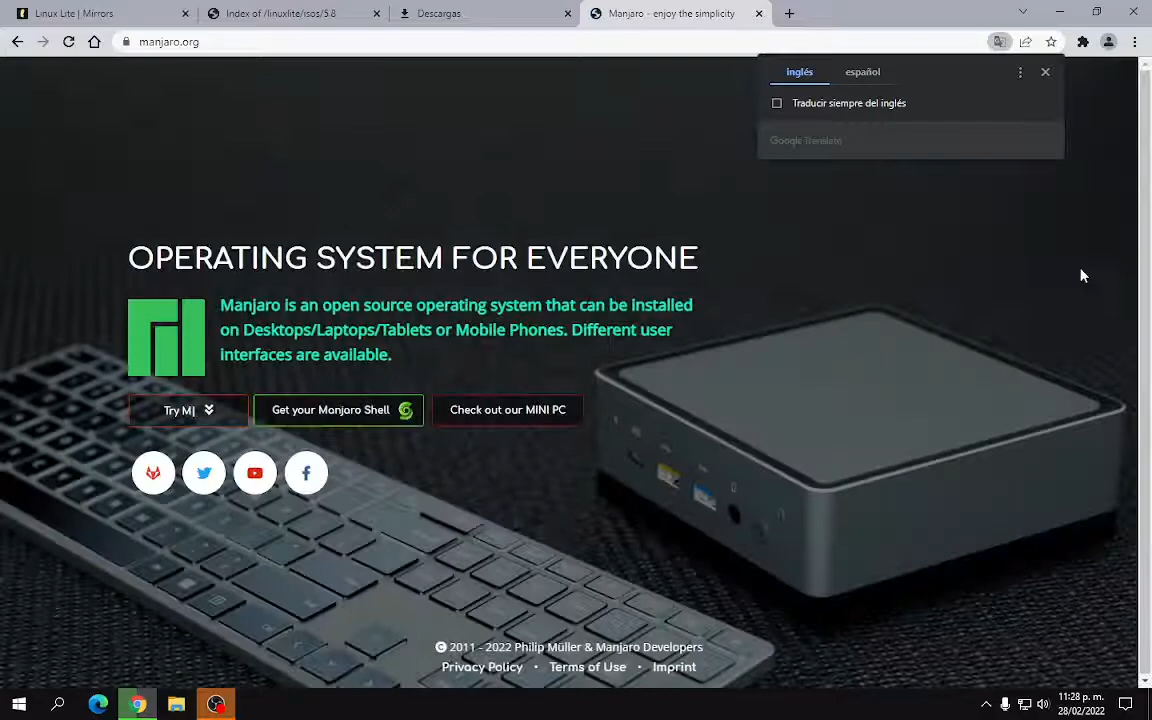 Linux Lite | Mirrors
Index of /linuxlite/isos/5.8
Descargas
Manjaro - enjoy the simplicity
manjaro.org
inglés español
Traducir siempre del inglés
Google Translate
OPERATING SYSTEM FOR EVERYONE
Manjaro is an open source operating system that can be installed
on Desktops/Laptops/Tablets or Mobile Phones. Different user
interfaces are available.
Try M|
Get your Manjaro Shell
Check out our MINI PC
© 2011 - 2022 Philip Müller & Manjaro Developers
Privacy Policy • Terms of Use • Imprint
11:28 p. m.
28/02/2022